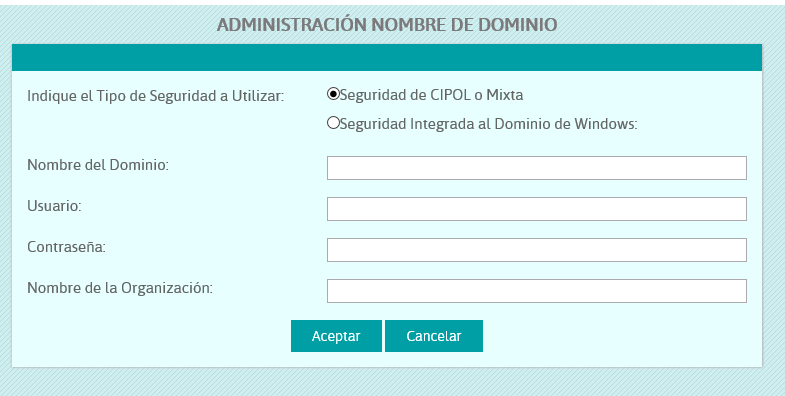 ADMINISTRACIÓN NOMBRE DE DOMINIO
Indique el Tipo de Seguridad a Utilizar:
Seguridad de CIPOL o Mixta
Seguridad Integrada al Dominio de Windows:
Nombre del Dominio:
Usuario:
Contraseña:
Nombre de la Organización:
Aceptar
Cancelar